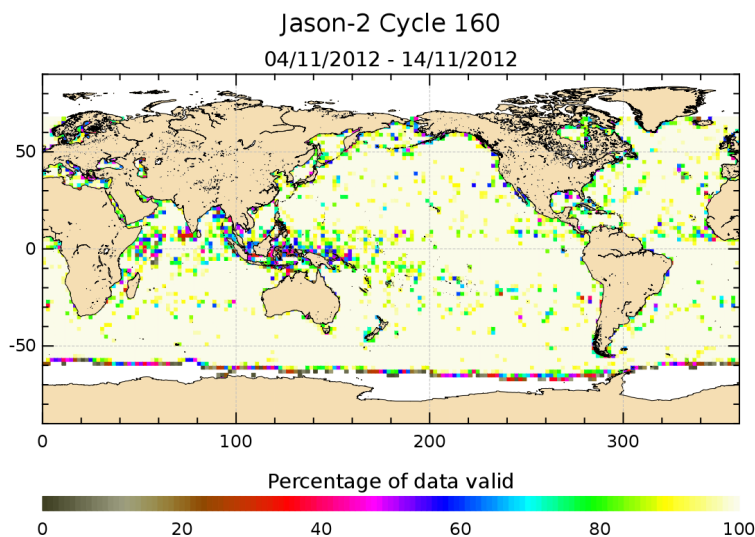 Jason-2 Cycle 160
04/11/2012 - 14/11/2012
50
0
-50
0 100 200 300
Percentage of data valid
0 20 40 60 80 100